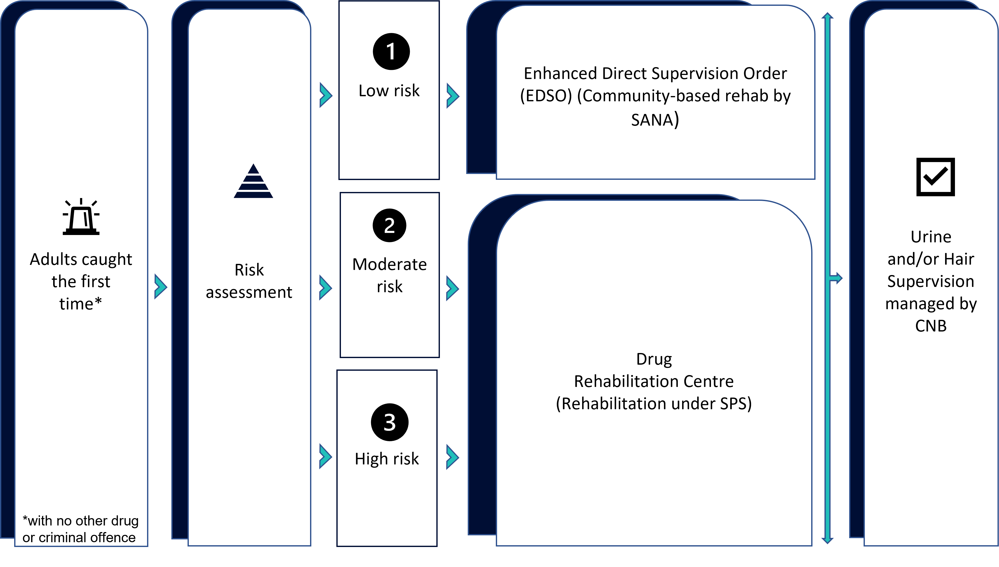 Adults caught
the first
time*
*with no other drug
or criminal offence
Risk
assessment
1
Low risk
2
Moderate
risk
3
High risk
Enhanced Direct Supervision Order
(EDSO) (Community-based rehab by
SANA)
Drug
Rehabilitation Centre
(Rehabilitation under SPS)
Urine
and/or Hair
Supervision
managed by
CNB